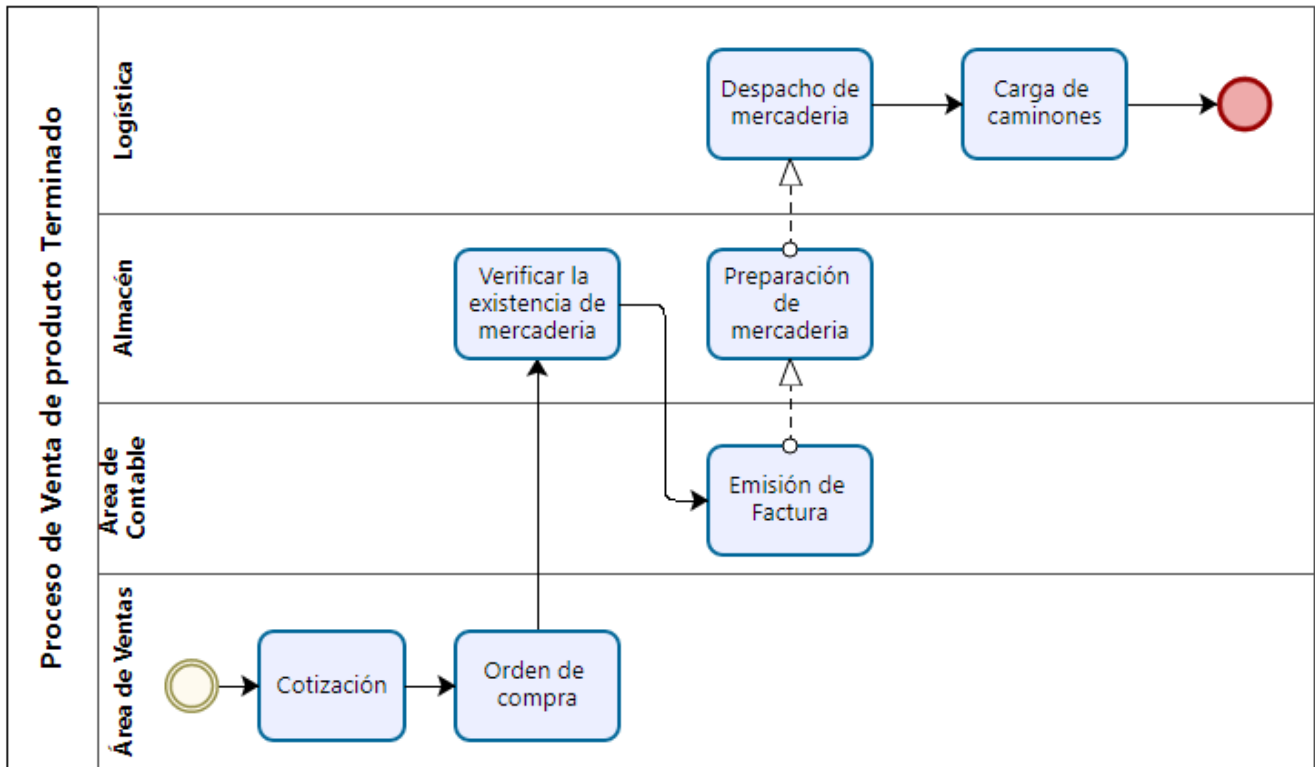 Proceso de Venta de producto Terminado
Logística
Despacho de
mercaderia
Carga de
caminones
Almacén
Verificar la
existencia de
mercaderia
Preparación
de
mercaderia
Área de
Contable
Emisión de
Factura
Área de Ventas
Cotización
Orden de
compra